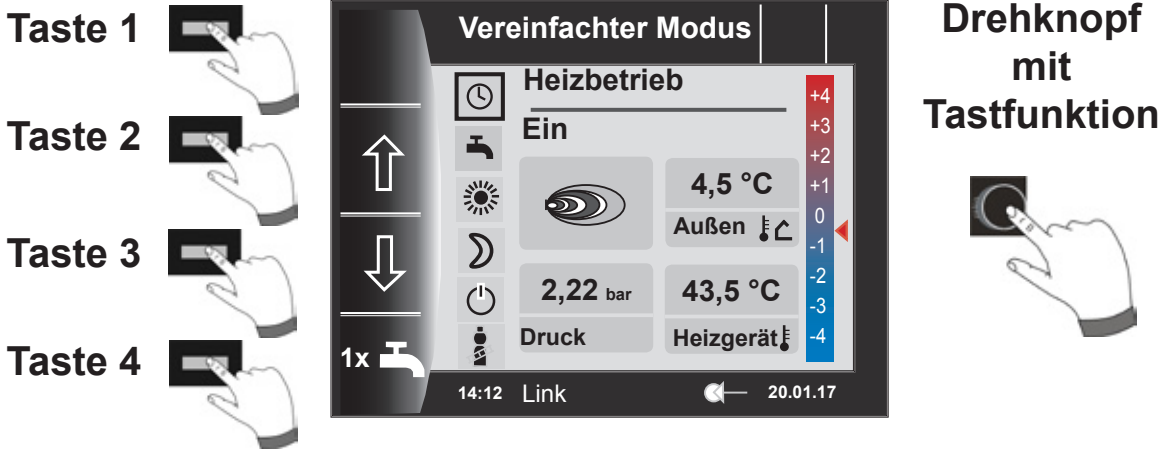 Taste 1
Taste 2
Taste 3
Taste 4
Vereinfachter Modus
Heizbetrieb
Ein
4,5 °C
Außen
2,22 bar
Druck
43,5 °C
Heizgerät
+4
+3
+2
+1
0
-1
-2
-3
-4
1x
14:12 Link 20.01.17
Drehknopf
mit
Tastfunktion